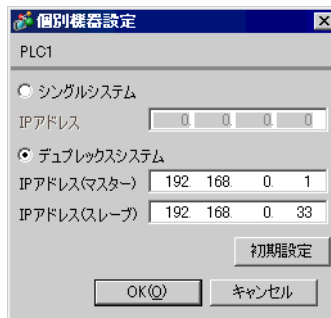 個別機器設定
PLC1
シングルシステム
IPアドレス 0. 0. 0. 0
デュプレックスシステム
IPアドレス(マスター) 192. 168. 0. 1
IPアドレス(スレーブ) 192. 168. 0. 33
初期設定
OK(O) キャンセル